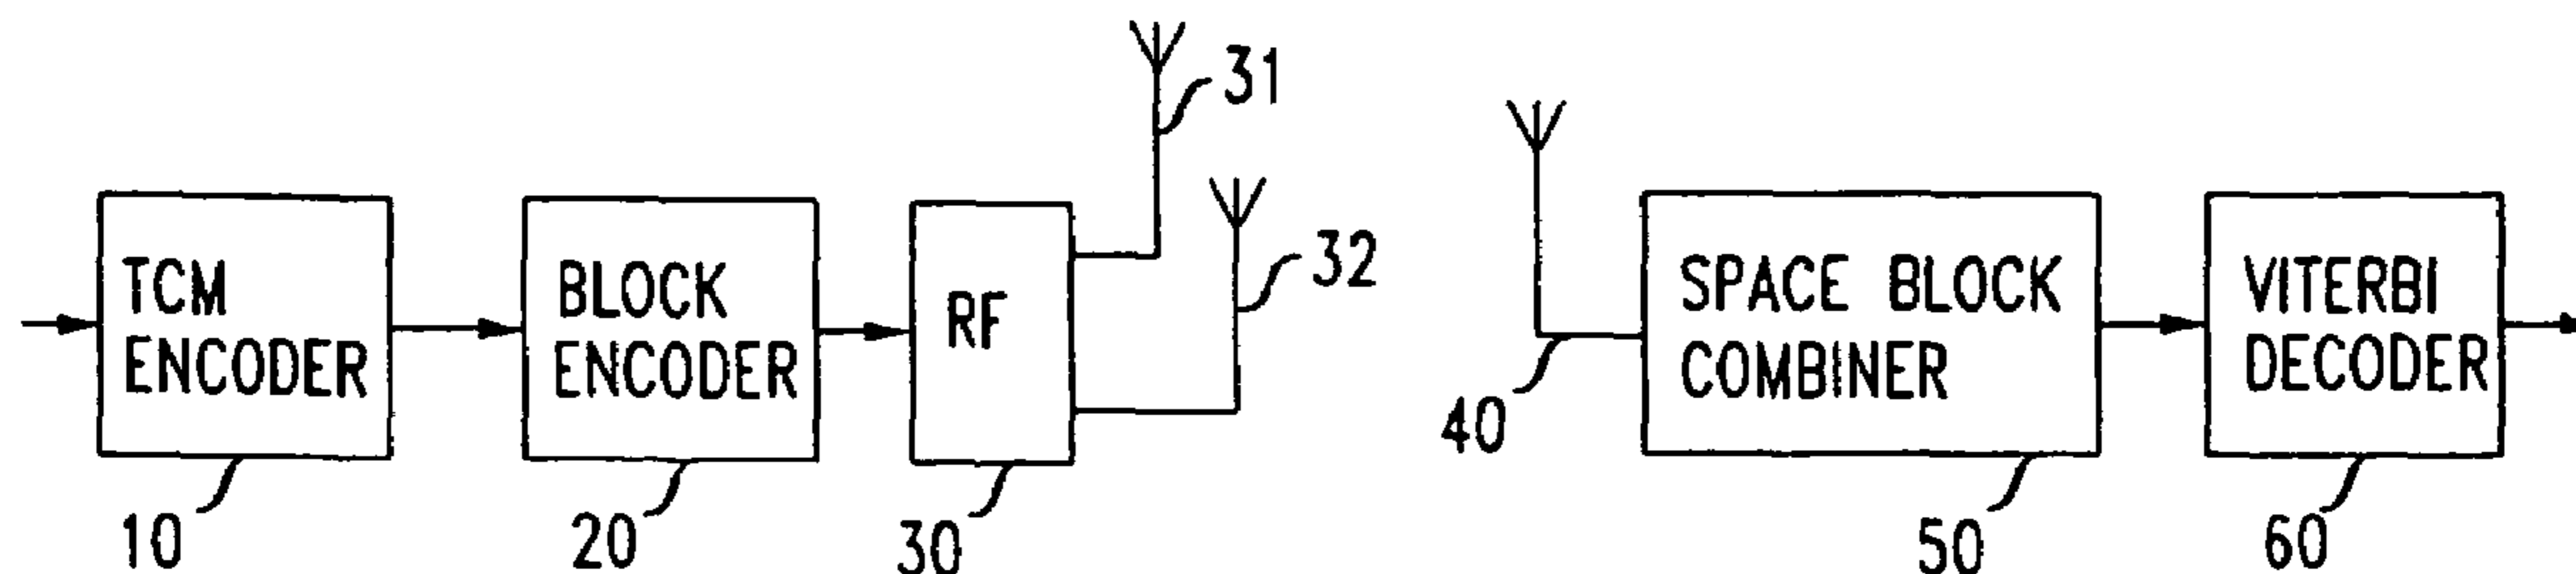 TCM
ENCODER
10
BLOCK
ENCODER
20
RF
30
31
32
40
SPACE BLOCK
COMBINER
50
VITERBI
DECODER
60